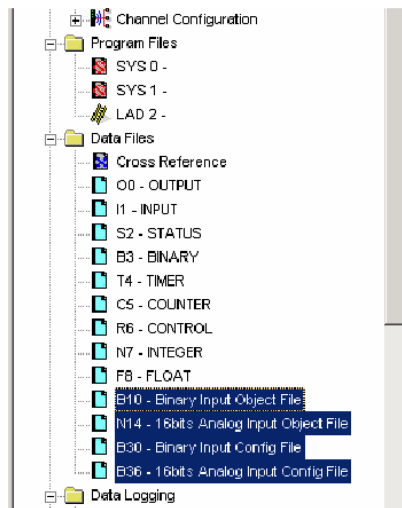 Channel Configuration
Program Files
SYS 0 -
SYS 1 -
LAD 2 -
Data Files
Cross Reference
O0 - OUTPUT
I1 - INPUT
S2 - STATUS
B3 - BINARY
T4 - TIMER
C5 - COUNTER
R6 - CONTROL
N7 - INTEGER
F8 - FLOAT
B10 - Binary Input Object File
N14 - 16bits Analog Input Object File
B30 - Binary Input Config File
B36 - 16bits Analog Input Config File
Data Logging